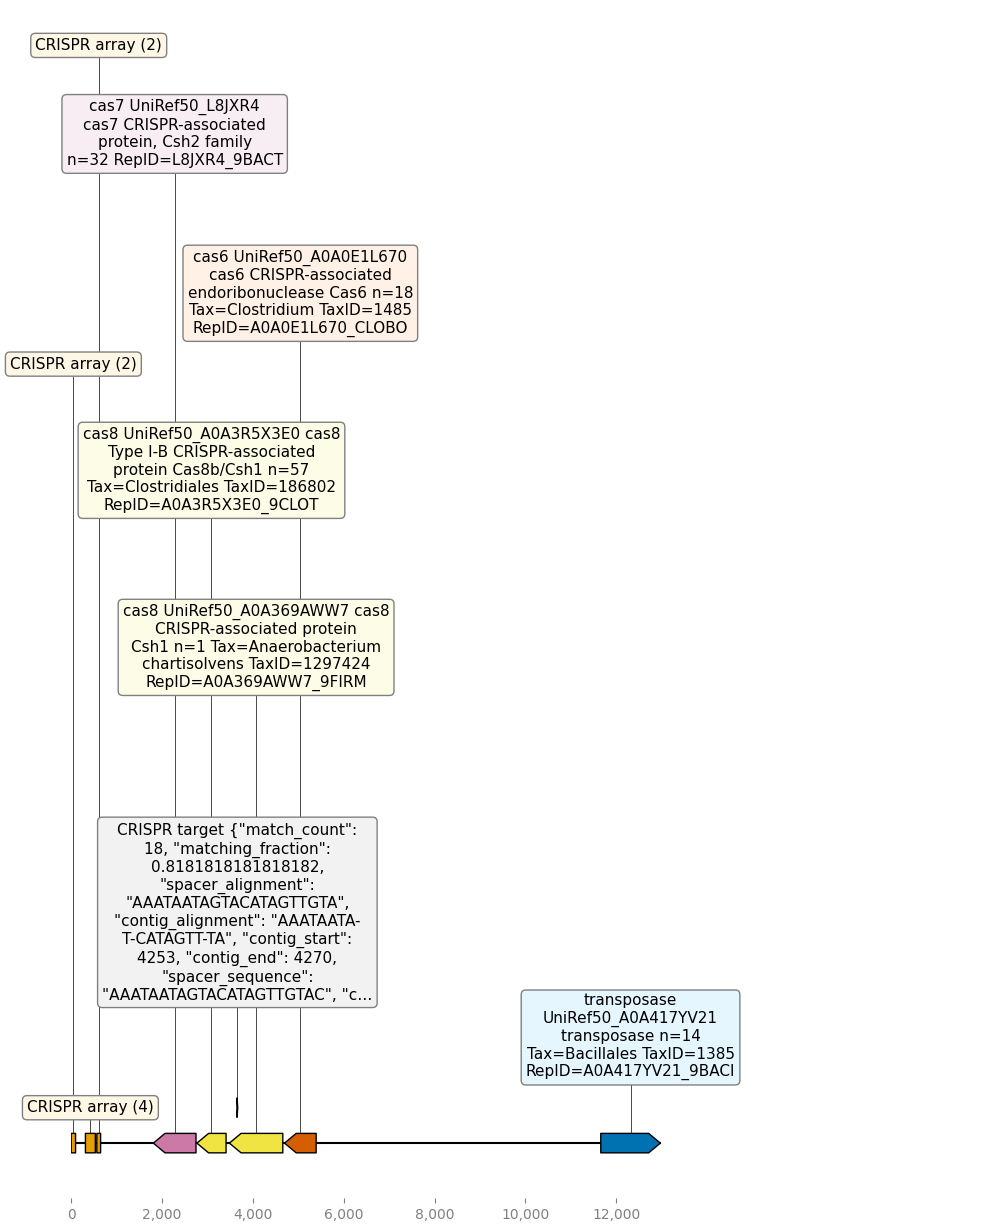 CRISPR array (2)
cas7 UniRef50_L8JXR4
cas7 CRISPR-associated
protein, Csh2 family
n=32 RepID=L8JXR4_9BACT
cas6 UniRef50_A0A0E1L670
cas6 CRISPR-associated
endoribonuclease Cas6 n=18
Tax=Clostridium TaxID=1485
RepID=A0A0E1L670_CLOBO
CRISPR array (2)
cas8 UniRef50_A0A3R5X3E0 cas8
Type I-B CRISPR-associated
protein Cas8b/Csh1 n=57
Tax=Clostridiales TaxID=186802
RepID=A0A3R5X3E0_9CLOT
cas8 UniRef50_A0A369AWW7 cas8
CRISPR-associated protein
Csh1 n=1 Tax=Anaerobacterium
chartisolvens TaxID=1297424
RepID=A0A369AWW7_9FIRM
CRISPR target {"match_count":
18, "matching_fraction":
0.8181818181818182,
"spacer_alignment":
"AAATAATAGTACATAGTTGTA",
"contig_alignment": "AAATAATA-
T-CATAGTT-TA", "contig_start":
4253, "contig_end": 4270,
"spacer_sequence":
"AAATAATAGTACATAGTTGTAC", "c...
transposase
UniRef50_A0A417YV21
transposase n=14
Tax=Bacillales TaxID=1385
RepID=A0A417YV21_9BACI
CRISPR array (4)
0
2,000
4,000
6,000
8,000
10,000
12,000